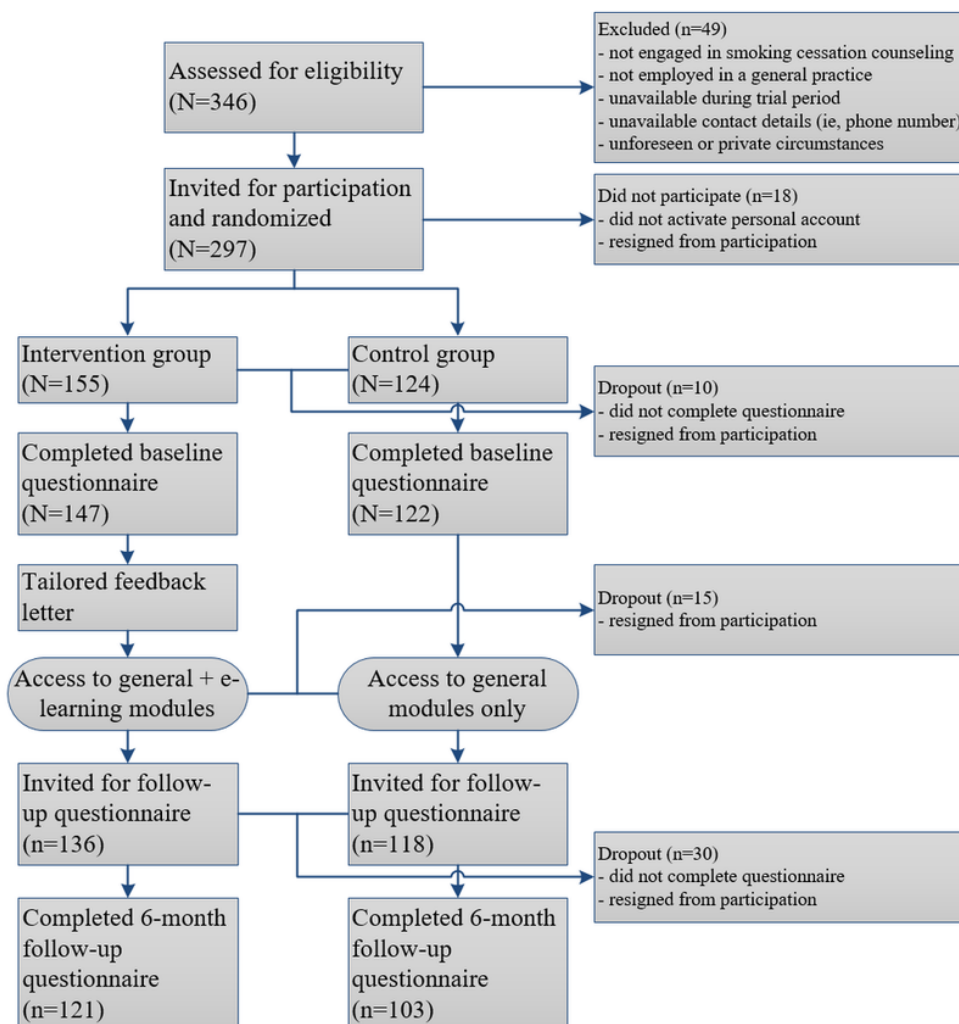 Assessed for eligibility
(N=346)
Excluded (n=49)
- not engaged in smoking cessation counseling
- not employed in a general practice
- unavailable during trial period
- unavailable contact details (ie, phone number)
- unforeseen or private circumstances
Invited for participation
and randomized
(N=297)
Did not participate (n=18)
- did not activate personal account
- resigned from participation
Intervention group
(N=155)
Control group
(N=124)
Dropout (n=10)
- did not complete questionnaire
- resigned from participation
Completed baseline
questionnaire
(N=147)
Completed baseline
questionnaire
(N=122)
Tailored feedback
letter
Dropout (n=15)
- resigned from participation
Access to general + e-
learning modules
Access to general
modules only
Invited for follow-
up questionnaire
(n=136)
Invited for follow-
up questionnaire
(n=118)
Dropout (n=30)
- did not complete questionnaire
- resigned from participation
Completed 6-month
follow-up
questionnaire
(n=121)
Completed 6-month
follow-up
questionnaire
(n=103)